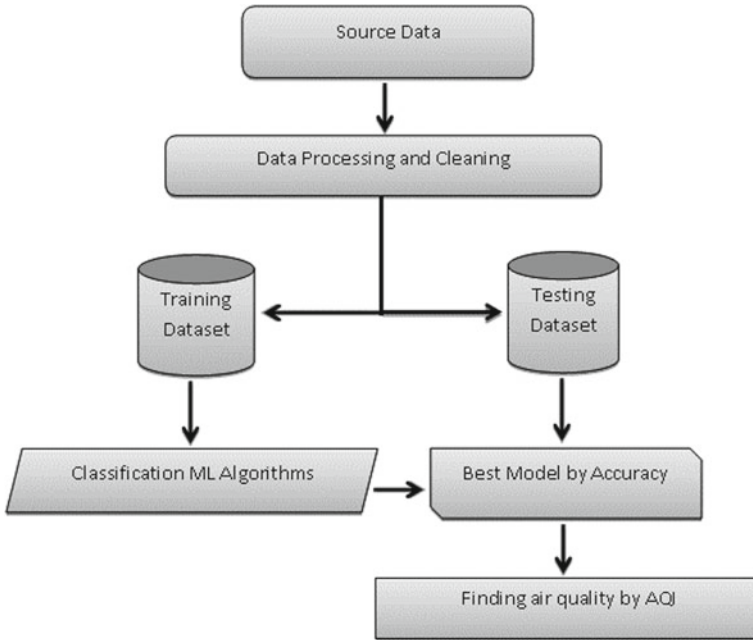 Source Data
Data Processing and Cleaning
Training
Dataset
Testing
Dataset
Classification ML Algorithms
Best Model by Accuracy
Finding air quality by AQI